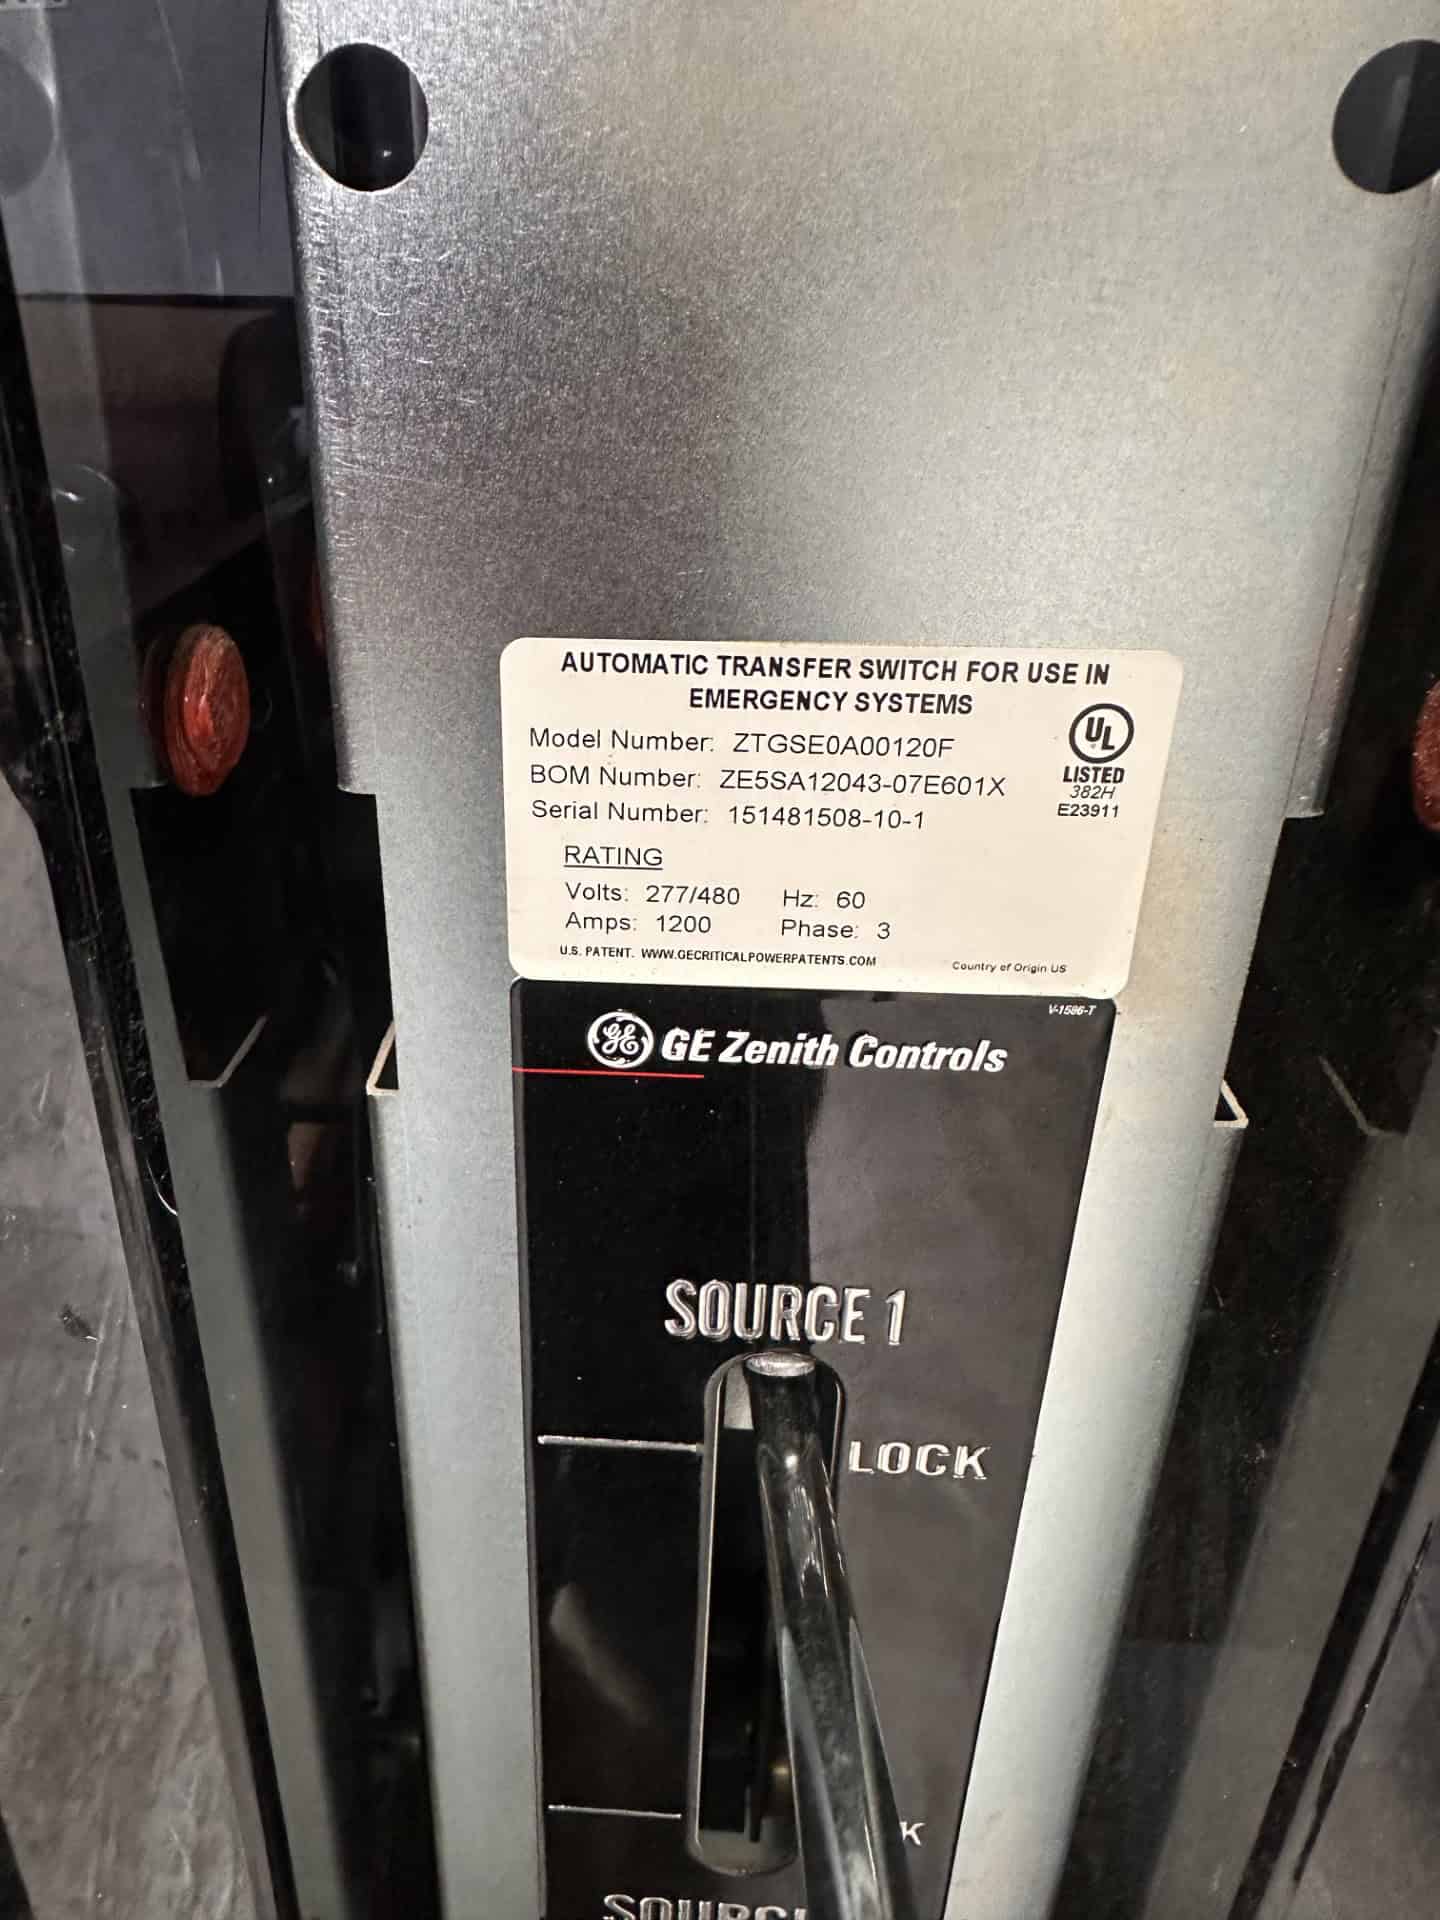 AUTOMATIC TRANSFER SWITCH FOR USE IN
EMERGENCY SYSTEMS
Model Number: ZTGSE0A00120F
BOM Number: ZE5SA12043-07E601X
Serial Number: 151481508-10-1
UL
LISTED
382H
E23911
RATING
Volts: 277/480 Hz: 60
Amps: 1200 Phase: 3
U.S. PATENT. WWW.GECRITICALPOWERPATENTS.COM
Country of Origin US
V-1586-T
GE GE Zenith Controls
SOURCE 1
LOCK